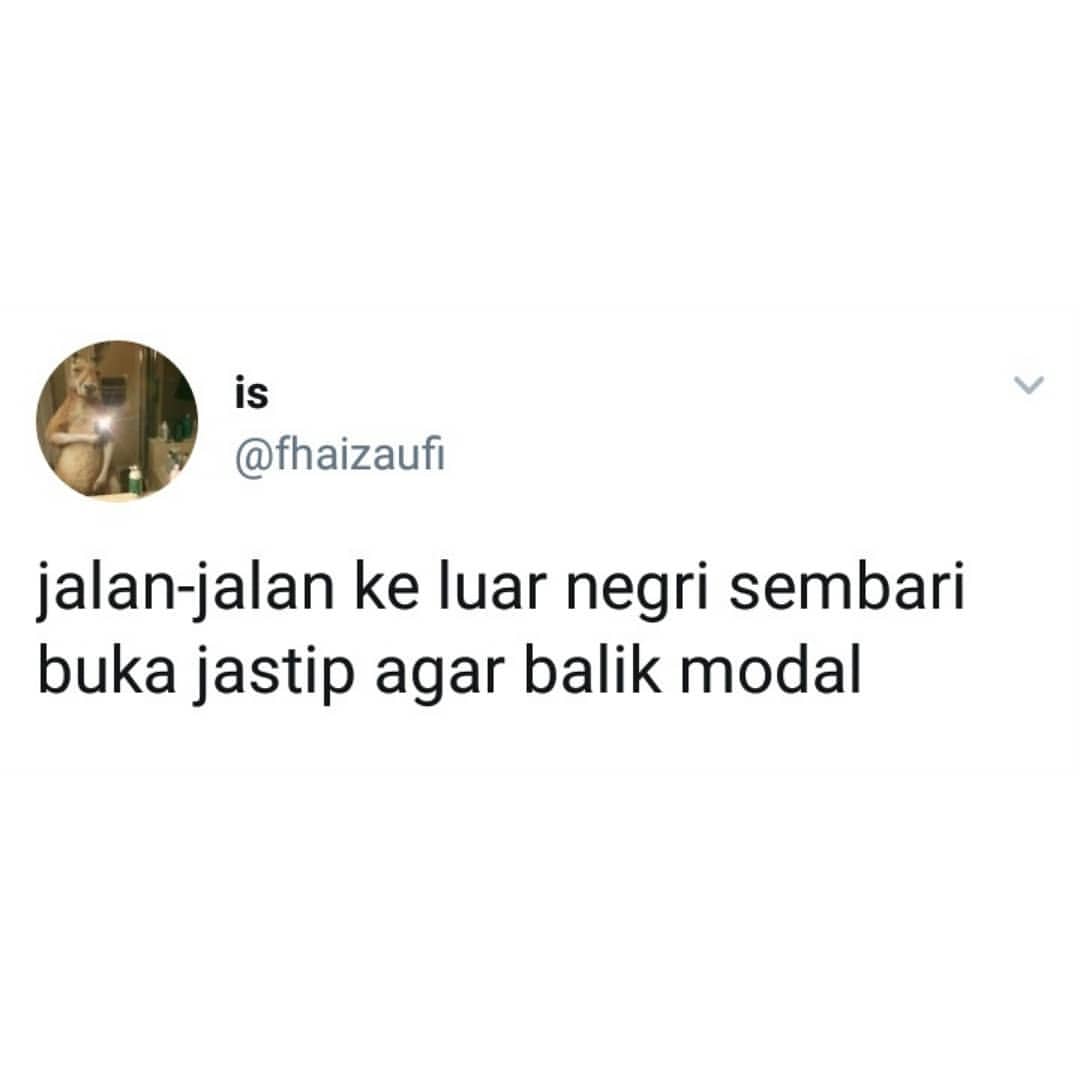 is
@fhaizaufi
jalan-jalan ke luar negri sembari
buka jastip agar balik modal